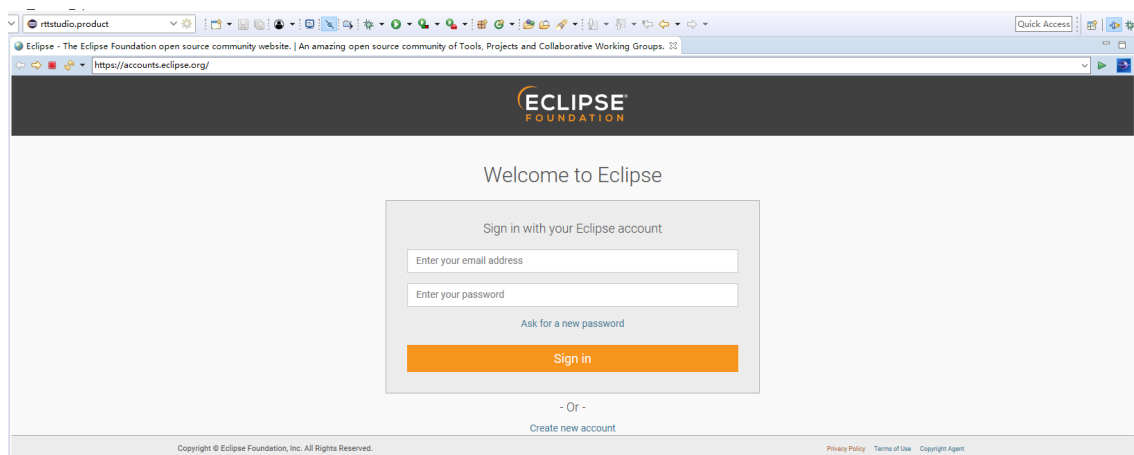 rttstudio.product
Quick Access
Eclipse - The Eclipse Foundation open source community website. | An amazing open source community of Tools, Projects and Collaborative Working Groups.
https://accounts.eclipse.org/
ECLIPSE
FOUNDATION
Welcome to Eclipse
Sign in with your Eclipse account
Enter your email address
Enter your password
Ask for a new password
Sign in
- Or -
Create new account
Copyright © Eclipse Foundation, Inc. All Rights Reserved.
Privacy Policy Terms of Use Copyright Agent